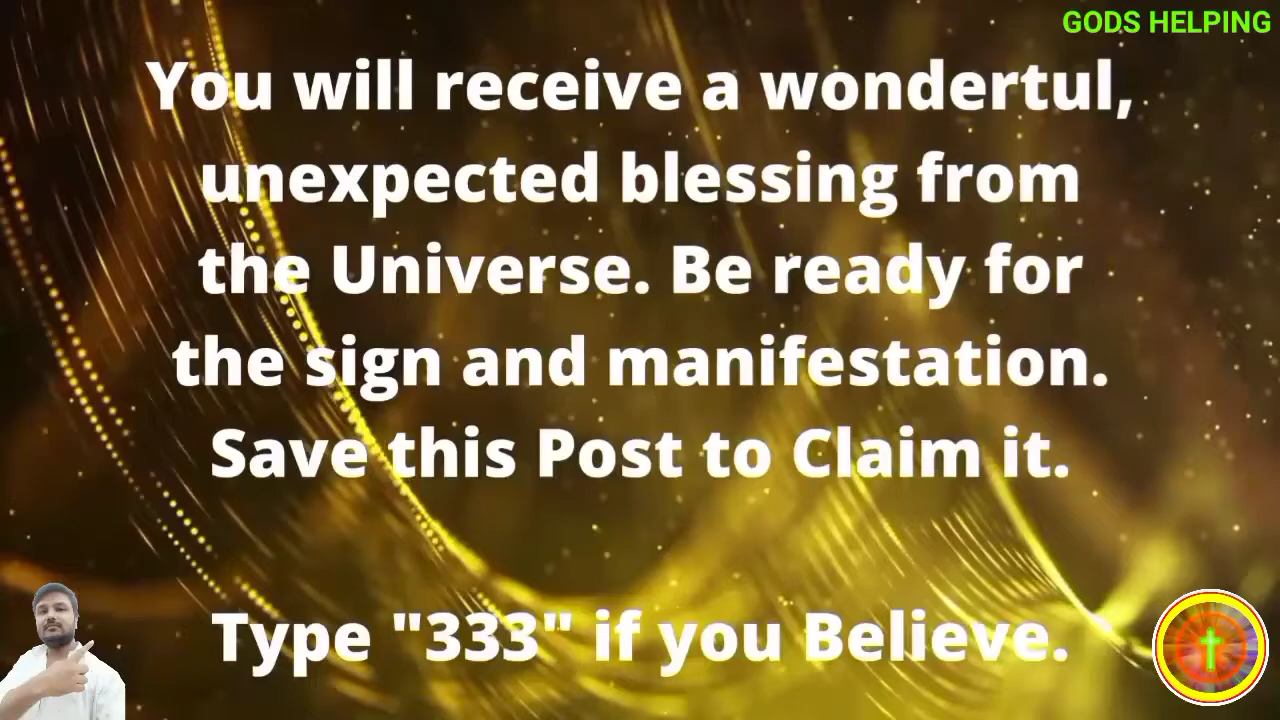 GODS HELPING
You will receive a wondertul,
unexpected blessing from
the Universe. Be ready for
the sign and manifestation.
Save this Post to Claim it.
Type "333" if you Believe.